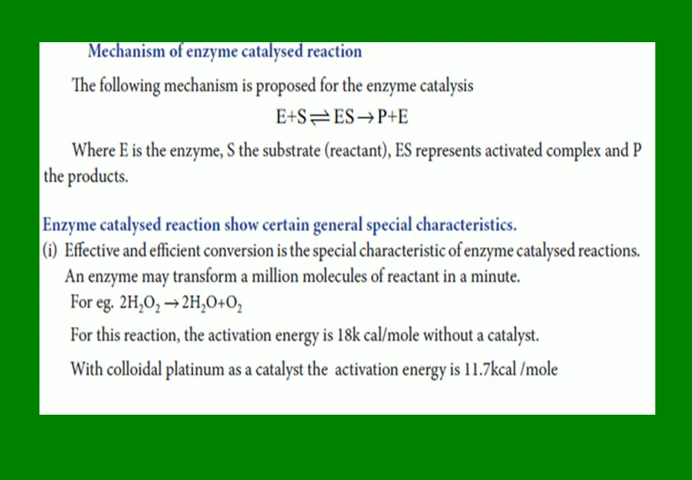 Mechanism of enzyme catalysed reaction
The following mechanism is proposed for the enzyme catalysis
E+S⇌ES→P+E
Where E is the enzyme, S the substrate (reactant), ES represents activated complex and P
the products.
Enzyme catalysed reaction show certain general special characteristics.
(i) Effective and efficient conversion is the special characteristic of enzyme catalysed reactions.
An enzyme may transform a million molecules of reactant in a minute.
For eg. 2H₂O₂ → 2H₂O+O₂
For this reaction, the activation energy is 18k cal/mole without a catalyst.
With colloidal platinum as a catalyst the activation energy is 11.7kcal /mole